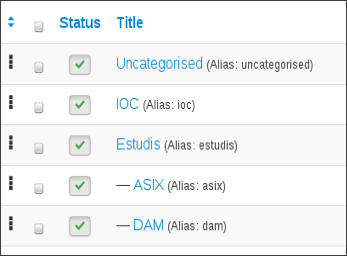 Status Title
Uncategorised (Alias: uncategorised)
IOC (Alias: ioc)
Estudis (Alias: estudis)
— ASIX (Alias: asix)
— DAM (Alias: dam)